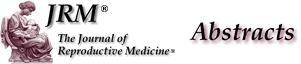 JRM®
Abstracts
The Journal of
Reproductive Medicine®